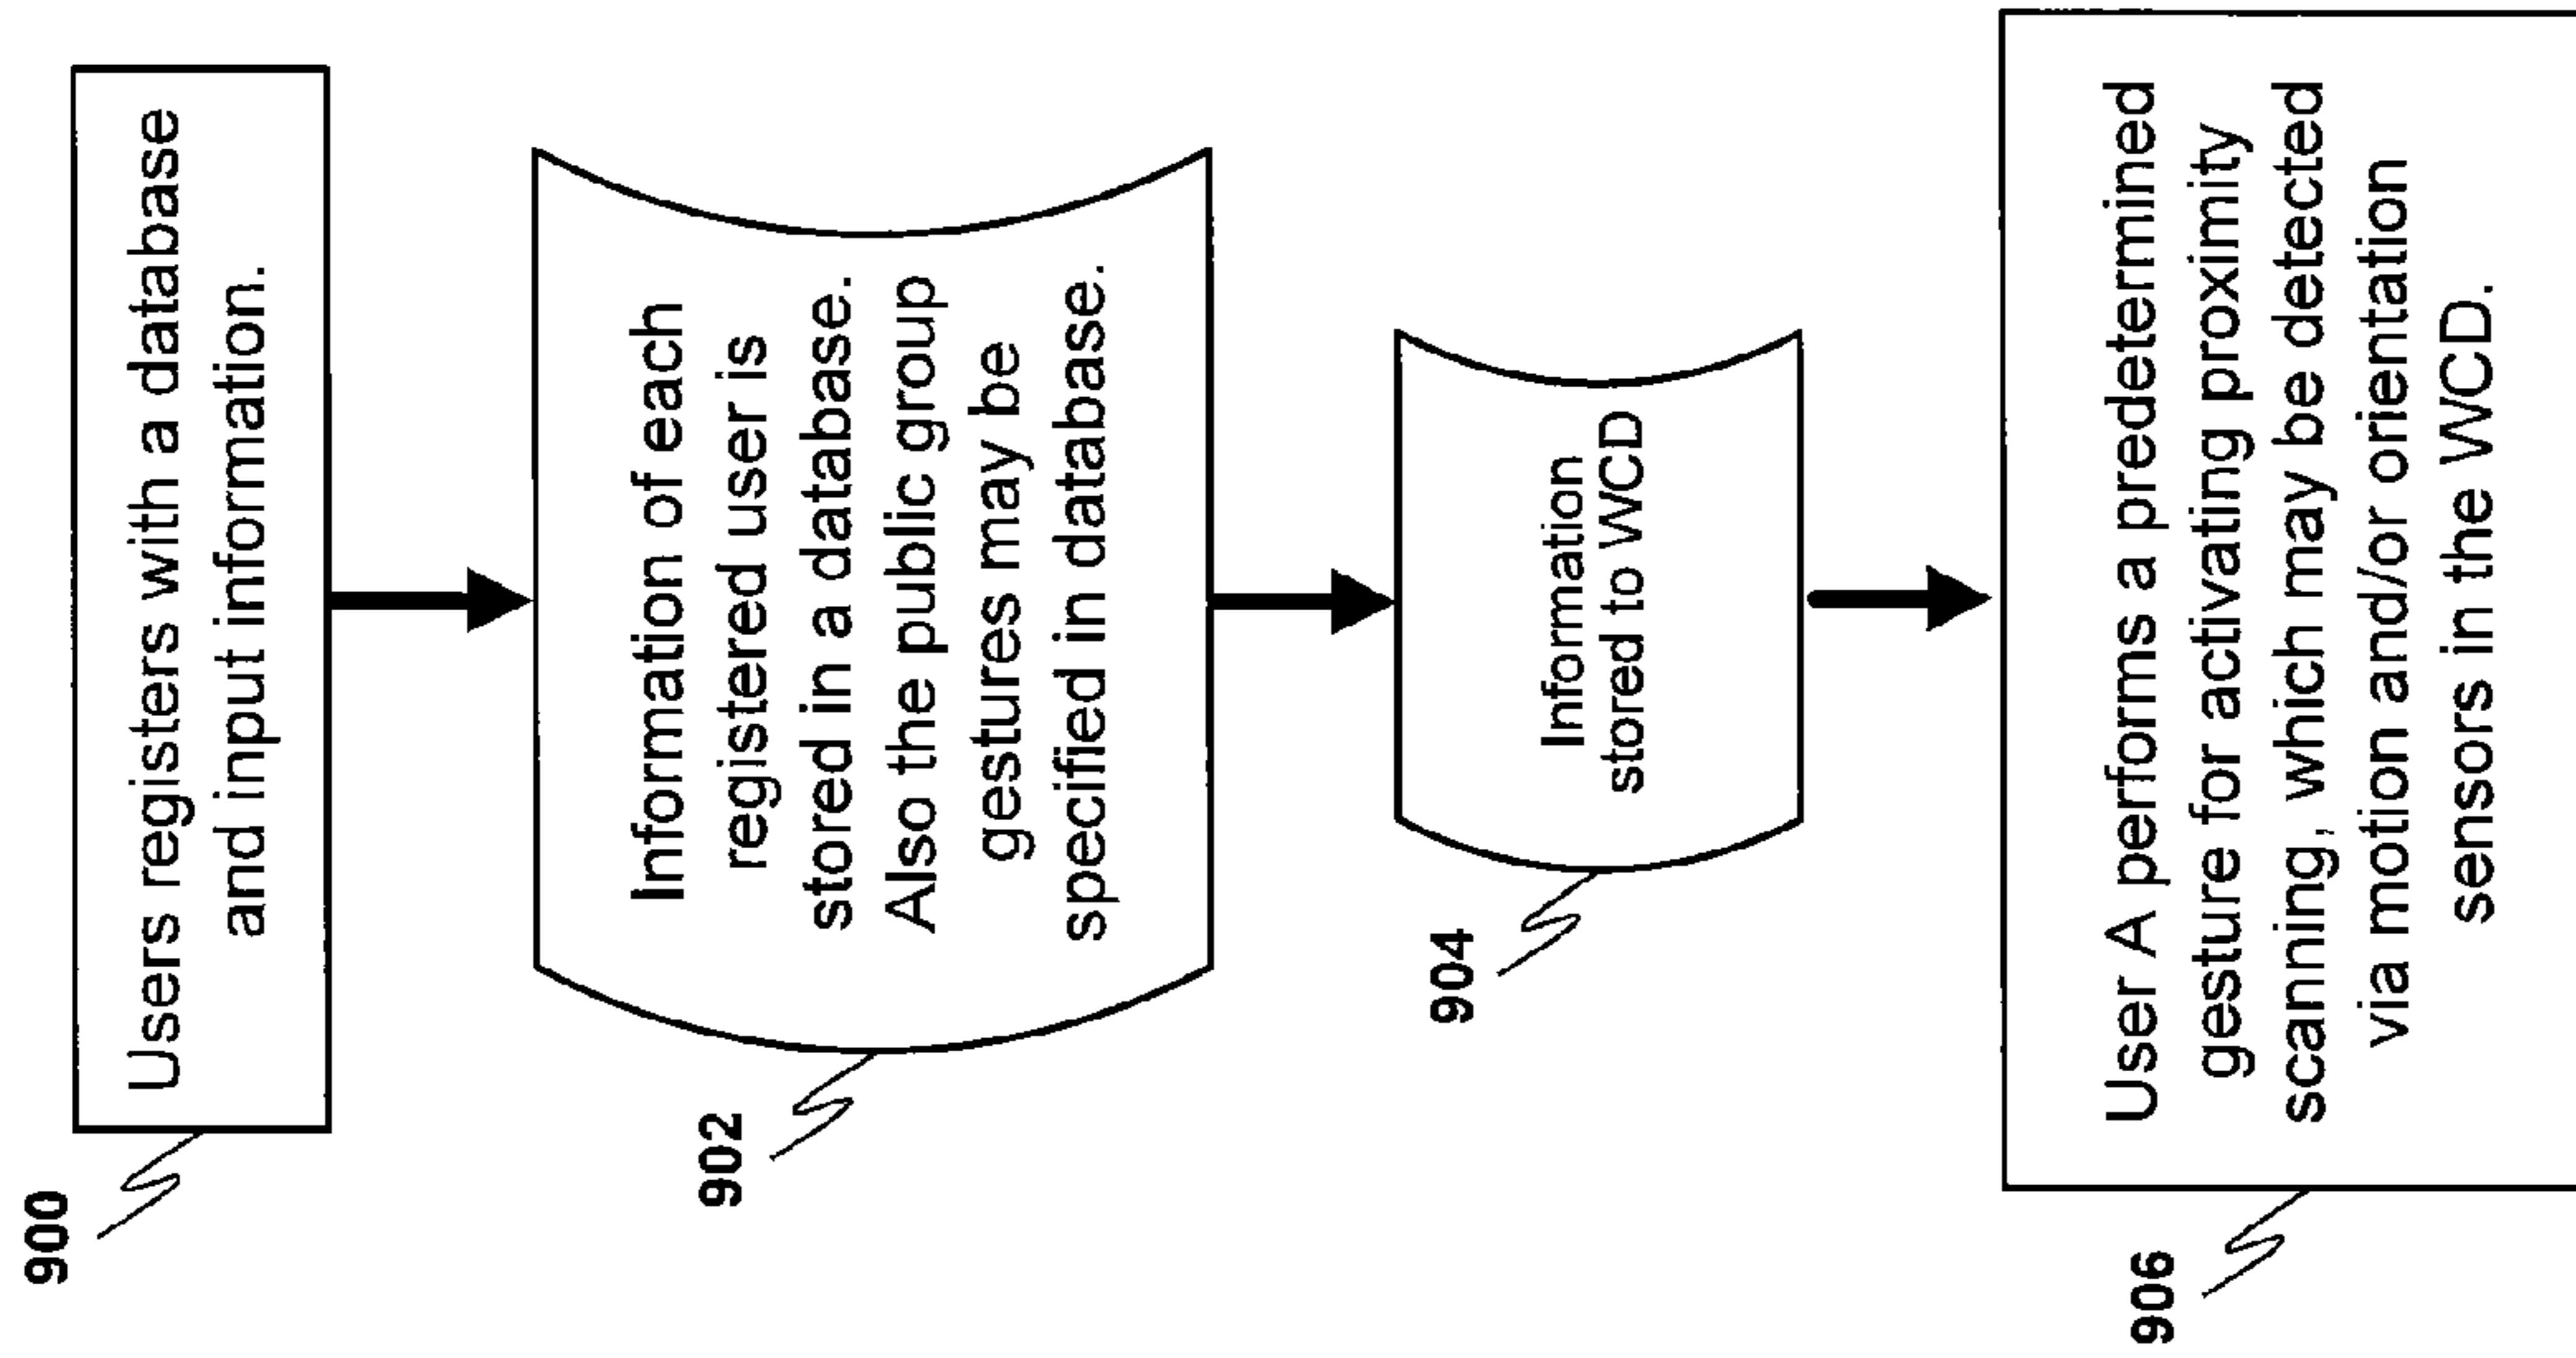 900
Users registers with a database
and input information.
902
Information of each
registered user is
stored in a database.
Also the public group
gestures may be
specified in database.
904
Information
stored to WCD
906
User A performs a predetermined
gesture for activating proximity
scanning, which may be detected
via motion and/or orientation
sensors in the WCD.